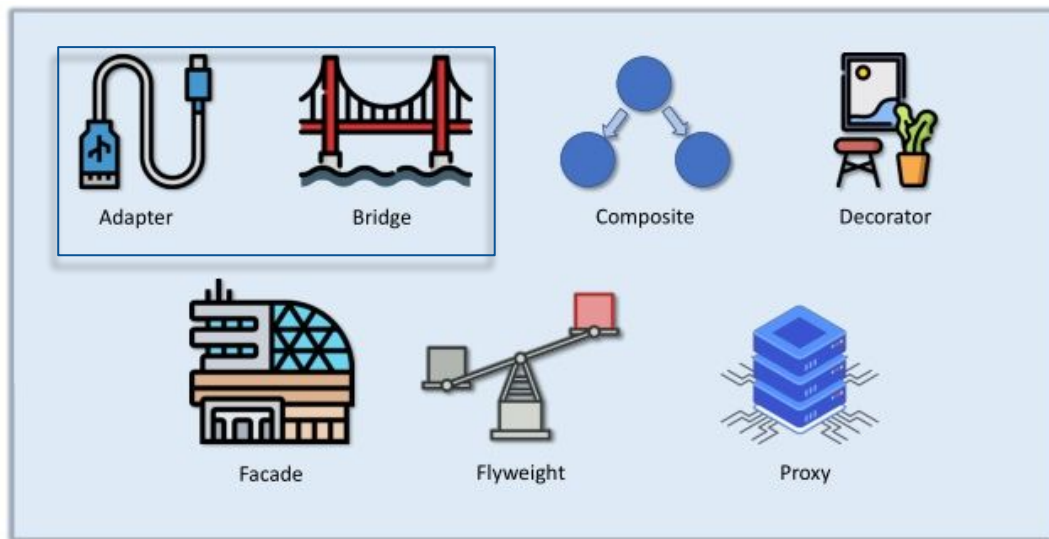 Adapter
Bridge
Composite
Decorator
Facade
Flyweight
Proxy